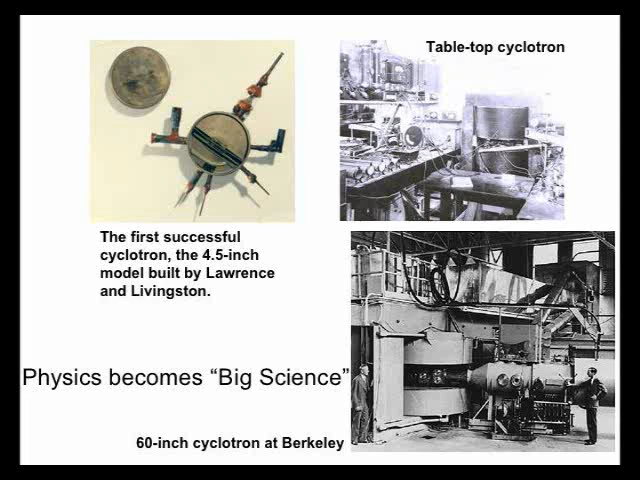 Table-top cyclotron
The first successful
cyclotron, the 4.5-inch
model built by Lawrence
and Livingston.
Physics becomes “Big Science”
60-inch cyclotron at Berkeley